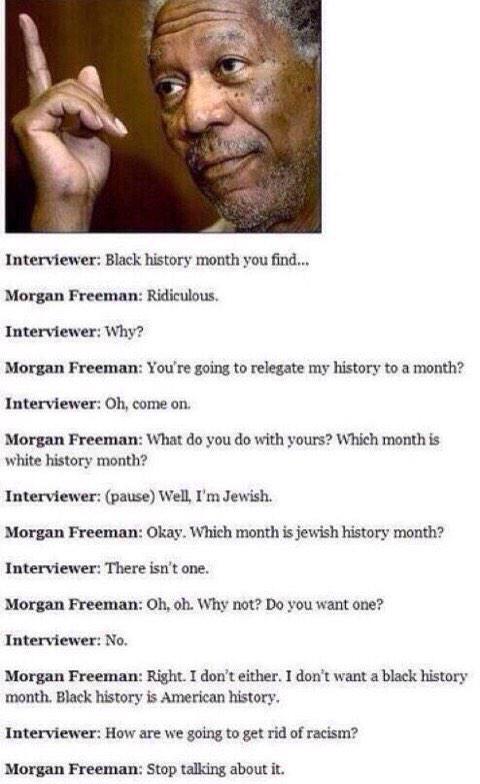 Interviewer: Black history month you find...
Morgan Freeman: Ridiculous.
Interviewer: Why?
Morgan Freeman: You're going to relegate my history to a month?
Interviewer: Oh, come on.
Morgan Freeman: What do you do with yours? Which month is
white history month?
Interviewer: (pause) Well, I'm Jewish.
Morgan Freeman: Okay. Which month is jewish history month?
Interviewer: There isn't one.
Morgan Freeman: Oh, oh. Why not? Do you want one?
Interviewer: No.
Morgan Freeman: Right. I don't either. I don't want a black history
month. Black history is American history.
Interviewer: How are we going to get rid of racism?
Morgan Freeman: Stop talking about it.